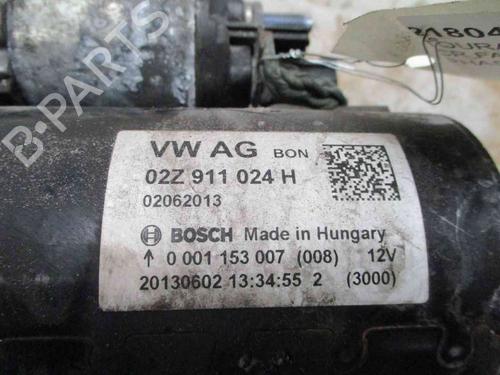 VW AG BON
02Z 911 024 H
02062013
BOSCH Made in Hungary
↑ 0 001 153 007 (008) 12V
20130602 13:34:55 2 (3000)
B-PARTS